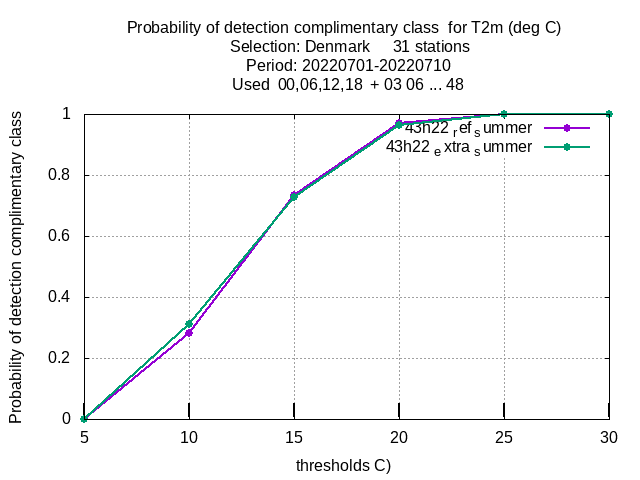 Probability of detection complimentary class  for T2m (deg C)
Selection: Denmark     31 stations
Period: 20220701-20220710
Used  00,06,12,18  + 03 06 ... 48
Probability of detection complimentary class
1
0.8
0.6
0.4
0.2
0
43h22 ref summer
43h22 extra summer
5 10 15 20 25 30
thresholds C)